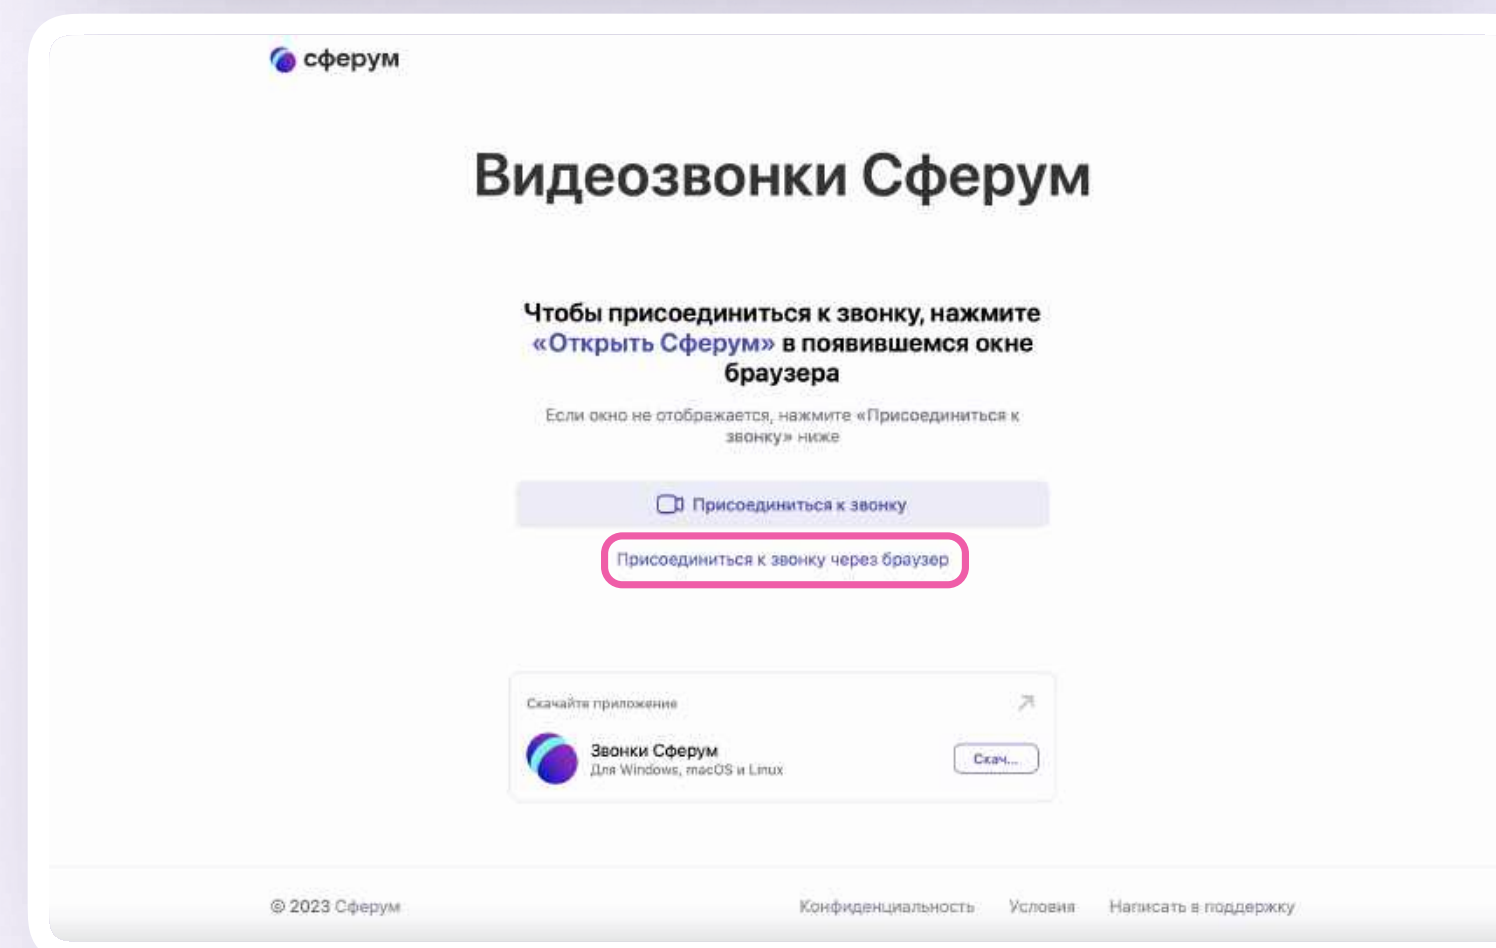 сферум
Видеозвонки Сферум
Чтобы присоединиться к звонку, нажмите
«Открыть Сферум» в появившемся окне
браузера
Если окно не отображается, нажмите «Присоединиться к
звонку» ниже
Присоединиться к звонку
Присоединиться к звонку через браузер
Скачайте приложение
Звонки Сферум
Для Windows, macOS и Linux
Скач...
© 2023 Сферум
Конфиденциальность Условия Написать в поддержку